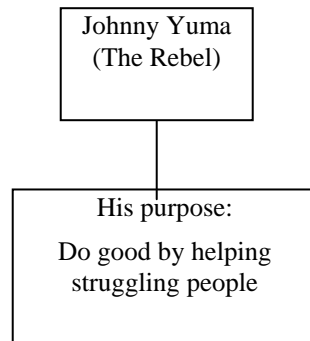 Johnny Yuma
(The Rebel)
His purpose:
Do good by helping
struggling people